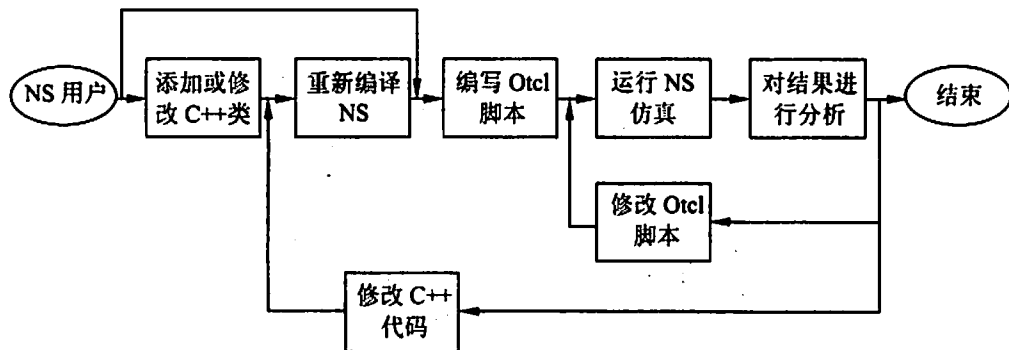 NS 用户
添加或修
改 C++类
重新编译
NS
编写 Otcl
脚本
运行 NS
仿真
对结果进
行分析
结束
修改 Otcl
脚本
修改 C++
代码